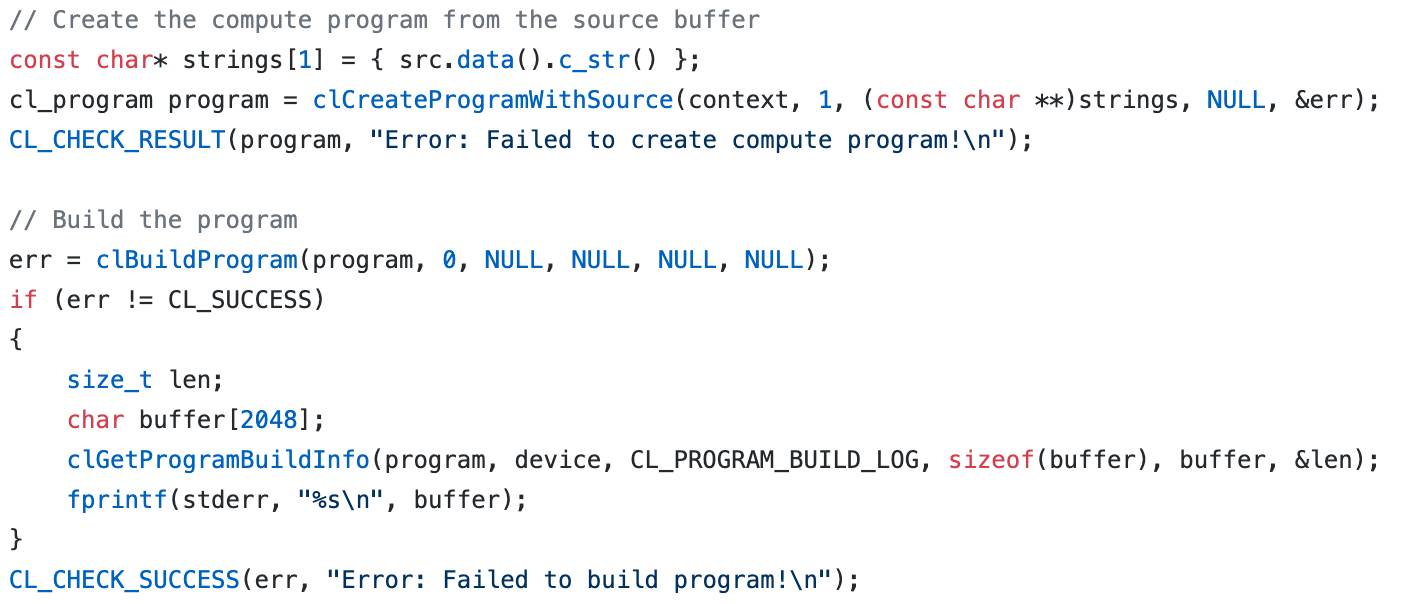 // Create the compute program from the source buffer
const char* strings[1] = { src.data().c_str() };
cl_program program = clCreateProgramWithSource(context, 1, (const char **)strings, NULL, &err);
CL_CHECK_RESULT(program, "Error: Failed to create compute program!\n");

// Build the program
err = clBuildProgram(program, 0, NULL, NULL, NULL, NULL);
if (err != CL_SUCCESS)
{
    size_t len;
    char buffer[2048];
    clGetProgramBuildInfo(program, device, CL_PROGRAM_BUILD_LOG, sizeof(buffer), buffer, &len);
    fprintf(stderr, "%s\n", buffer);
}
CL_CHECK_SUCCESS(err, "Error: Failed to build program!\n");